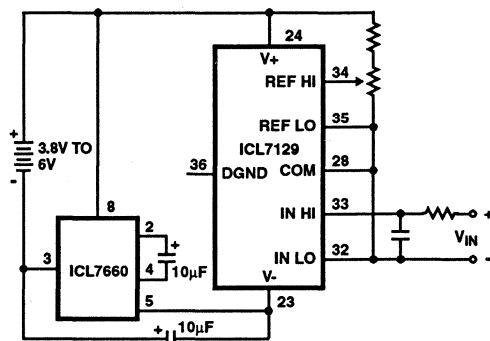 24
V+
REF HI
34
REF LO
35
ICL7129
36
DGND
COM
28
IN HI
33
IN LO
32
V-
23
+
3.8V TO
6V
-
8
2
+
3
ICL7660
4
10μF
5
+
10μF
+
VIN
-